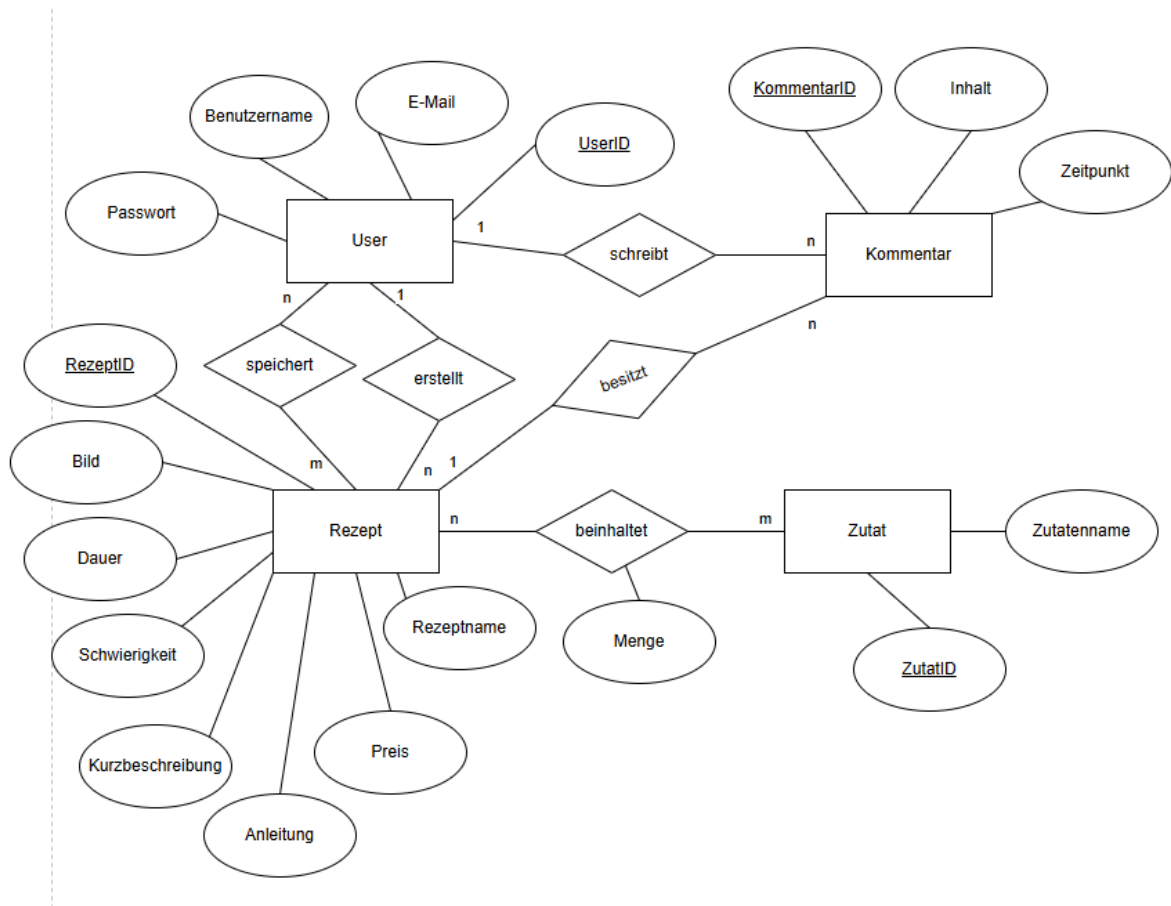 E-Mail
KommentarID
Inhalt
Benutzername
UserID
Zeitpunkt
Passwort
User
1
schreibt
n
Kommentar
n
1
n
RezeptID
speichert
erstellt
besitzt
Bild
m
n
1
Rezept
n
beinhaltet
m
Zutat
Zutatenname
Dauer
Schwierigkeit
Rezeptname
Menge
ZutatID
Kurzbeschreibung
Preis
Anleitung